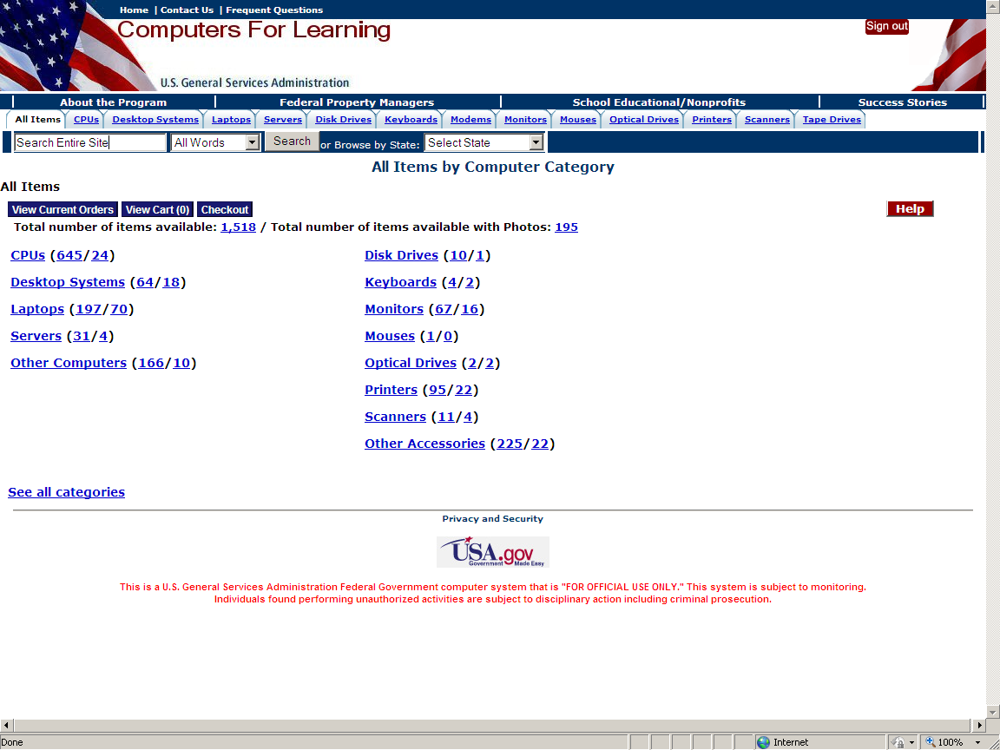 Home | Contact Us | Frequent Questions
Computers For Learning
Sign out
U.S. General Services Administration
About the Program Federal Property Managers School Educational/Nonprofits Success Stories
All Items CPUs Desktop Systems Laptops Servers Disk Drives Keyboards Modems Monitors Mouses Optical Drives Printers Scanners Tape Drives
Search Entire Site All Words Search or Browse by State: Select State
All Items by Computer Category
All Items
View Current Orders View Cart (0) Checkout Help
Total number of items available: 1,518 / Total number of items available with Photos: 195
CPUs (645/24)
Desktop Systems (64/18)
Laptops (197/70)
Servers (31/4)
Other Computers (166/10)
Disk Drives (10/1)
Keyboards (4/2)
Monitors (67/16)
Mouses (1/0)
Optical Drives (2/2)
Printers (95/22)
Scanners (11/4)
Other Accessories (225/22)
See all categories
Privacy and Security
USA.gov
Government Made Easy
This is a U.S. General Services Administration Federal Government computer system that is "FOR OFFICIAL USE ONLY." This system is subject to monitoring.
Individuals found performing unauthorized activities are subject to disciplinary action including criminal prosecution.
Done Internet 100%